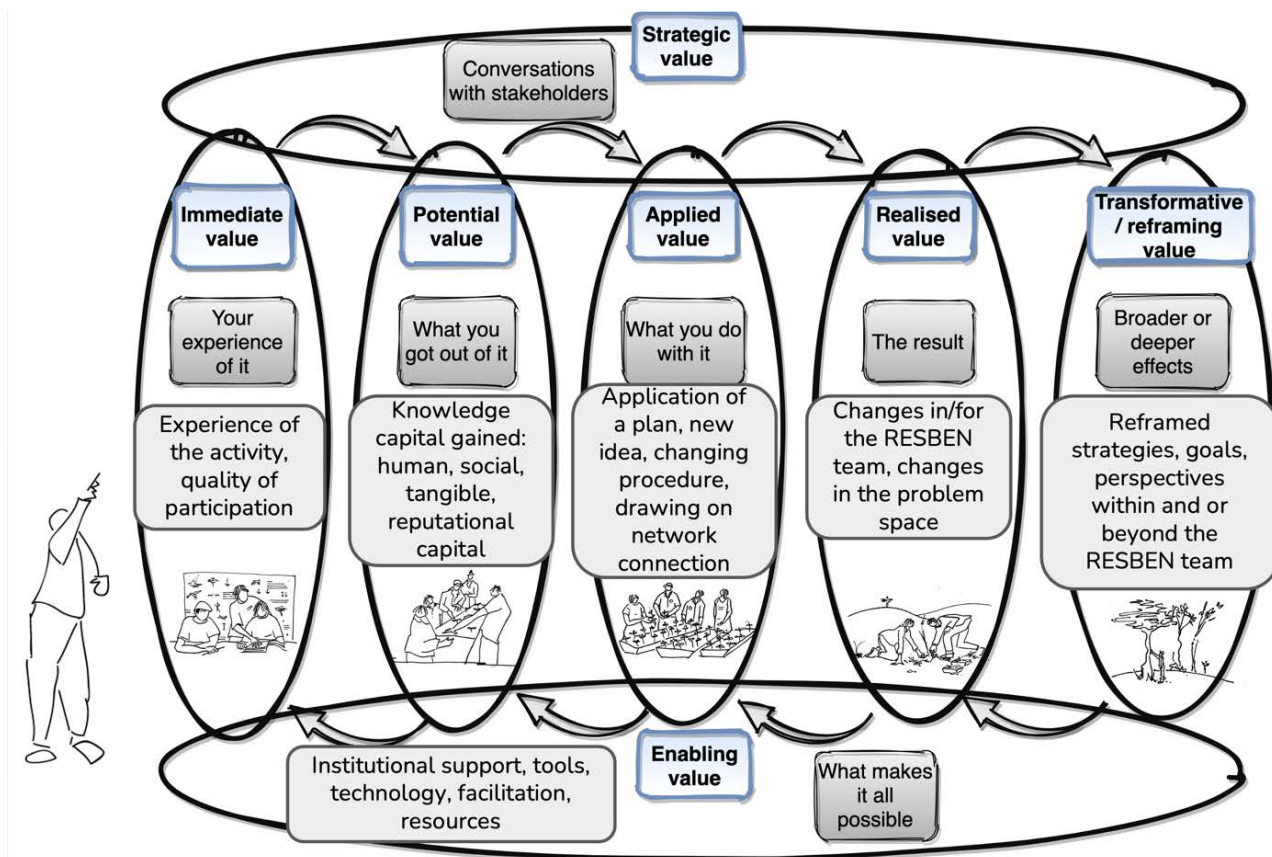 Strategic
value
Conversations
with stakeholders
Immediate
value
Potential
value
Applied
value
Realised
value
Transformative
/ reframing
value
Your
experience
of it
What you
got out of it
What you do
with it
The result
Broader or
deeper
effects
Experience of
the activity,
quality of
participation
Knowledge
capital gained:
human, social,
tangible,
reputational
capital
Application of
a plan, new
idea, changing
procedure,
drawing on
network
connection
Changes in/for
the RESBEN
team, changes
in the problem
space
Reframed
strategies, goals,
perspectives
within and or
beyond the
RESBEN team
Institutional support, tools,
technology, facilitation,
resources
Enabling
value
What makes
it all
possible